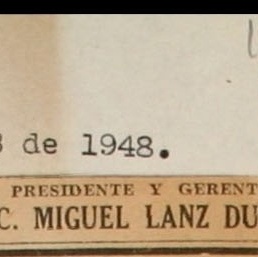 de 1948.
PRESIDENTE Y GERENT
C. MIGUEL LANZ DU